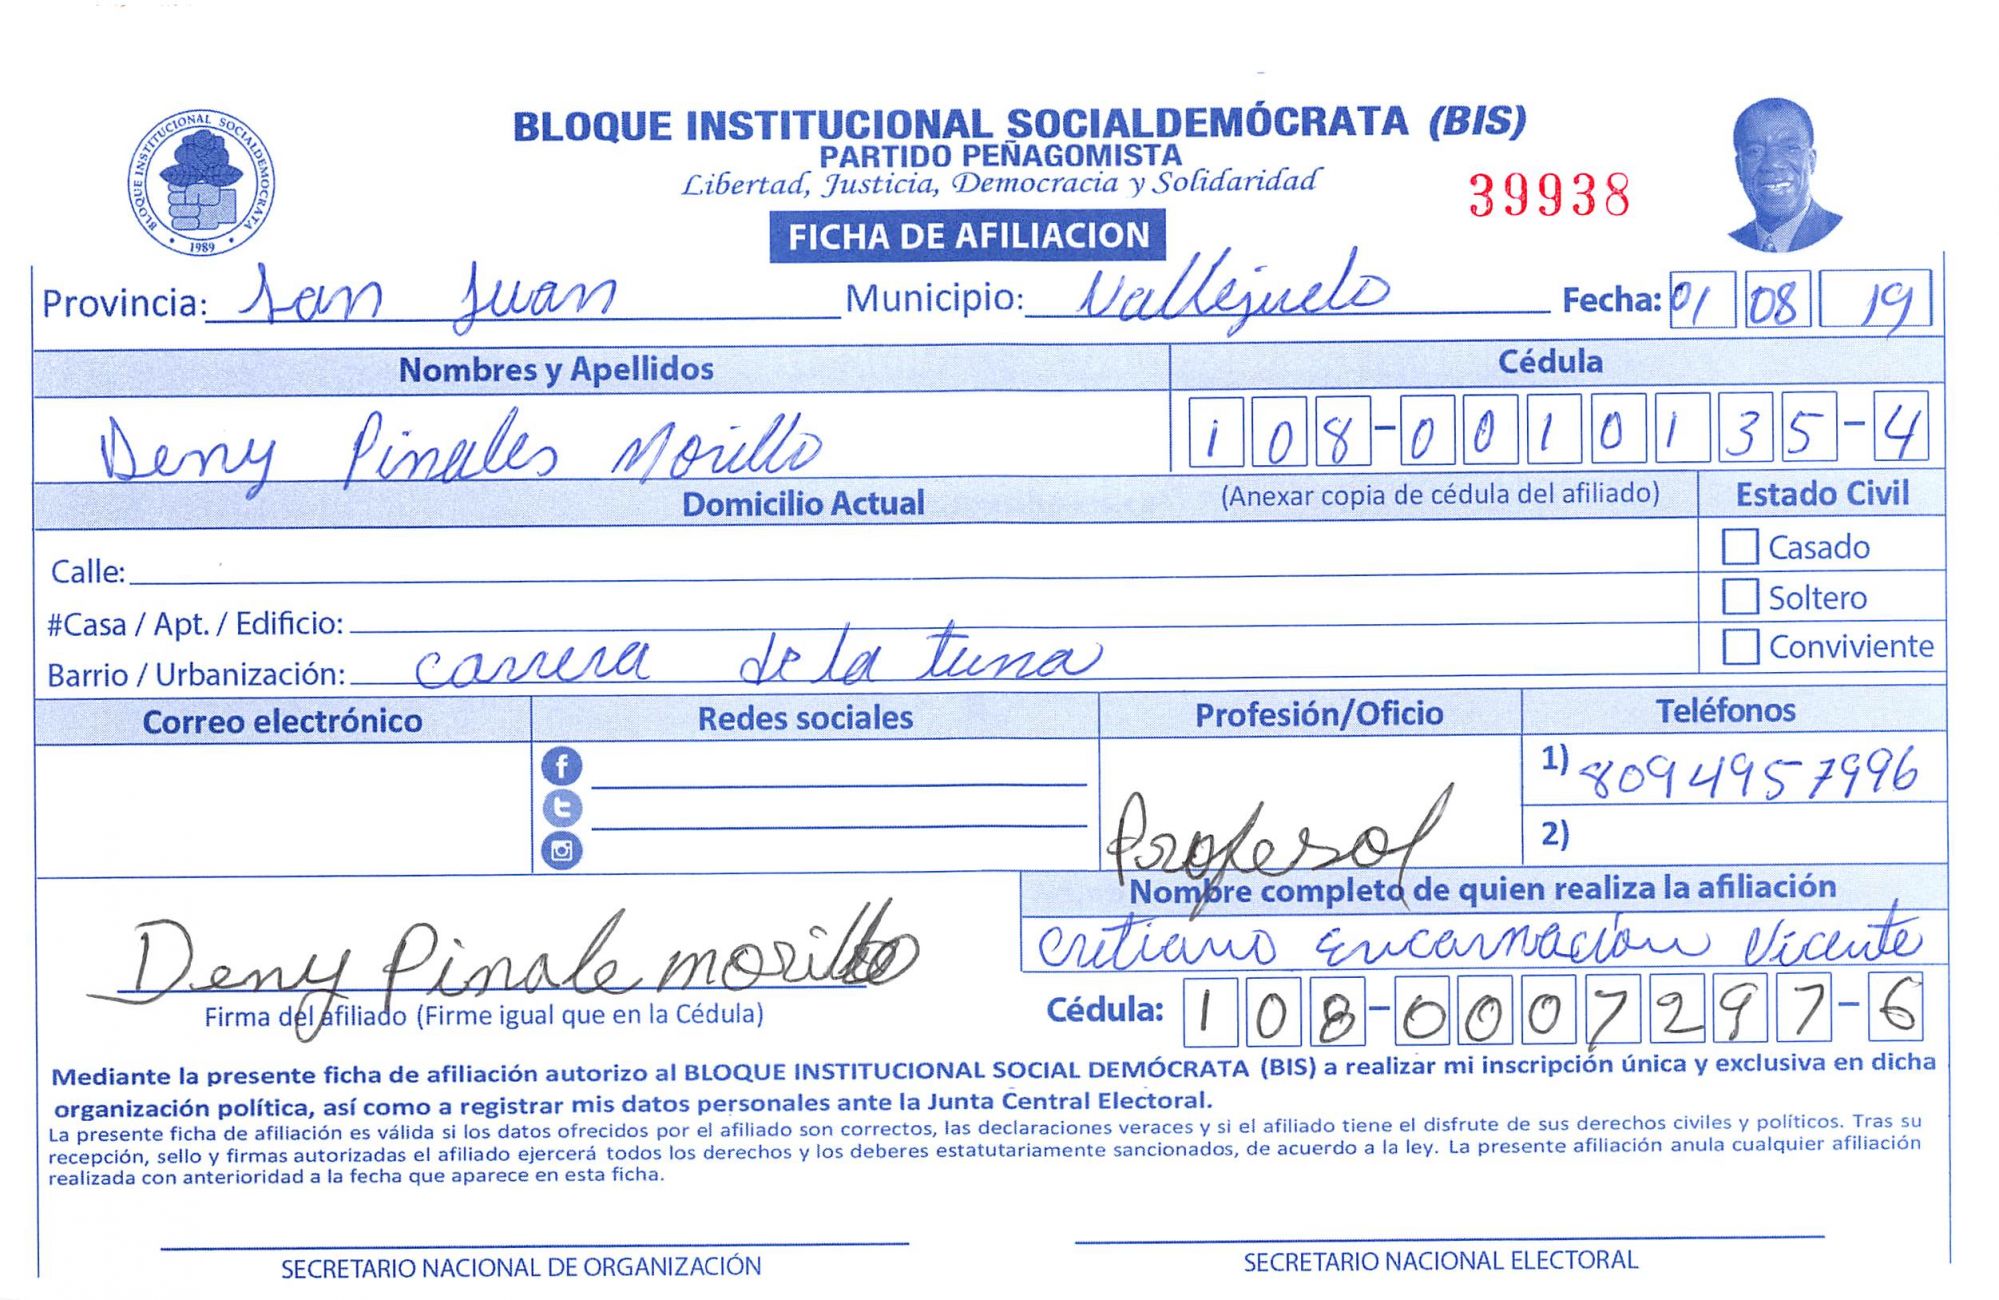 BLOQUE INSTITUCIONAL SOCIALDEMÓCRATA (BIS)
PARTIDO PEÑAGOMISTA
Libertad, Justicia, Democracia y Solidaridad
39938
BLOQUE INSTITUCIONAL SOCIALDEMOCRATA
1989
FICHA DE AFILIACION
Provincia: San Juan Municipio: Vallejuelo Fecha: 01 08 19
Nombres y Apellidos Cédula
Deny Pinales Morillo 108-0010135-4
Domicilio Actual (Anexar copia de cédula del afiliado) Estado Civil
Calle: Casado
#Casa / Apt. / Edificio: Soltero
Barrio / Urbanización: Carrera de la tuna Conviviente
Correo electrónico Redes sociales Profesión/Oficio Teléfonos
1) 8094957996
Profesol 2)
Nombre completo de quien realiza la afiliación
Cretiano Encarnacion Vicente
Deny Pinale morillo
Firma del afiliado (Firme igual que en la Cédula) Cédula: 108-0007297-6
Mediante la presente ficha de afiliación autorizo al BLOQUE INSTITUCIONAL SOCIAL DEMÓCRATA (BIS) a realizar mi inscripción única y exclusiva en dicha
organización política, así como a registrar mis datos personales ante la Junta Central Electoral.
La presente ficha de afiliación es válida si los datos ofrecidos por el afiliado son correctos, las declaraciones veraces y si el afiliado tiene el disfrute de sus derechos civiles y políticos. Tras su
recepción, sello y firmas autorizadas el afiliado ejercerá todos los derechos y los deberes estatutariamente sancionados, de acuerdo a la ley. La presente afiliación anula cualquier afiliación
realizada con anterioridad a la fecha que aparece en esta ficha.
SECRETARIO NACIONAL DE ORGANIZACIÓN SECRETARIO NACIONAL ELECTORAL